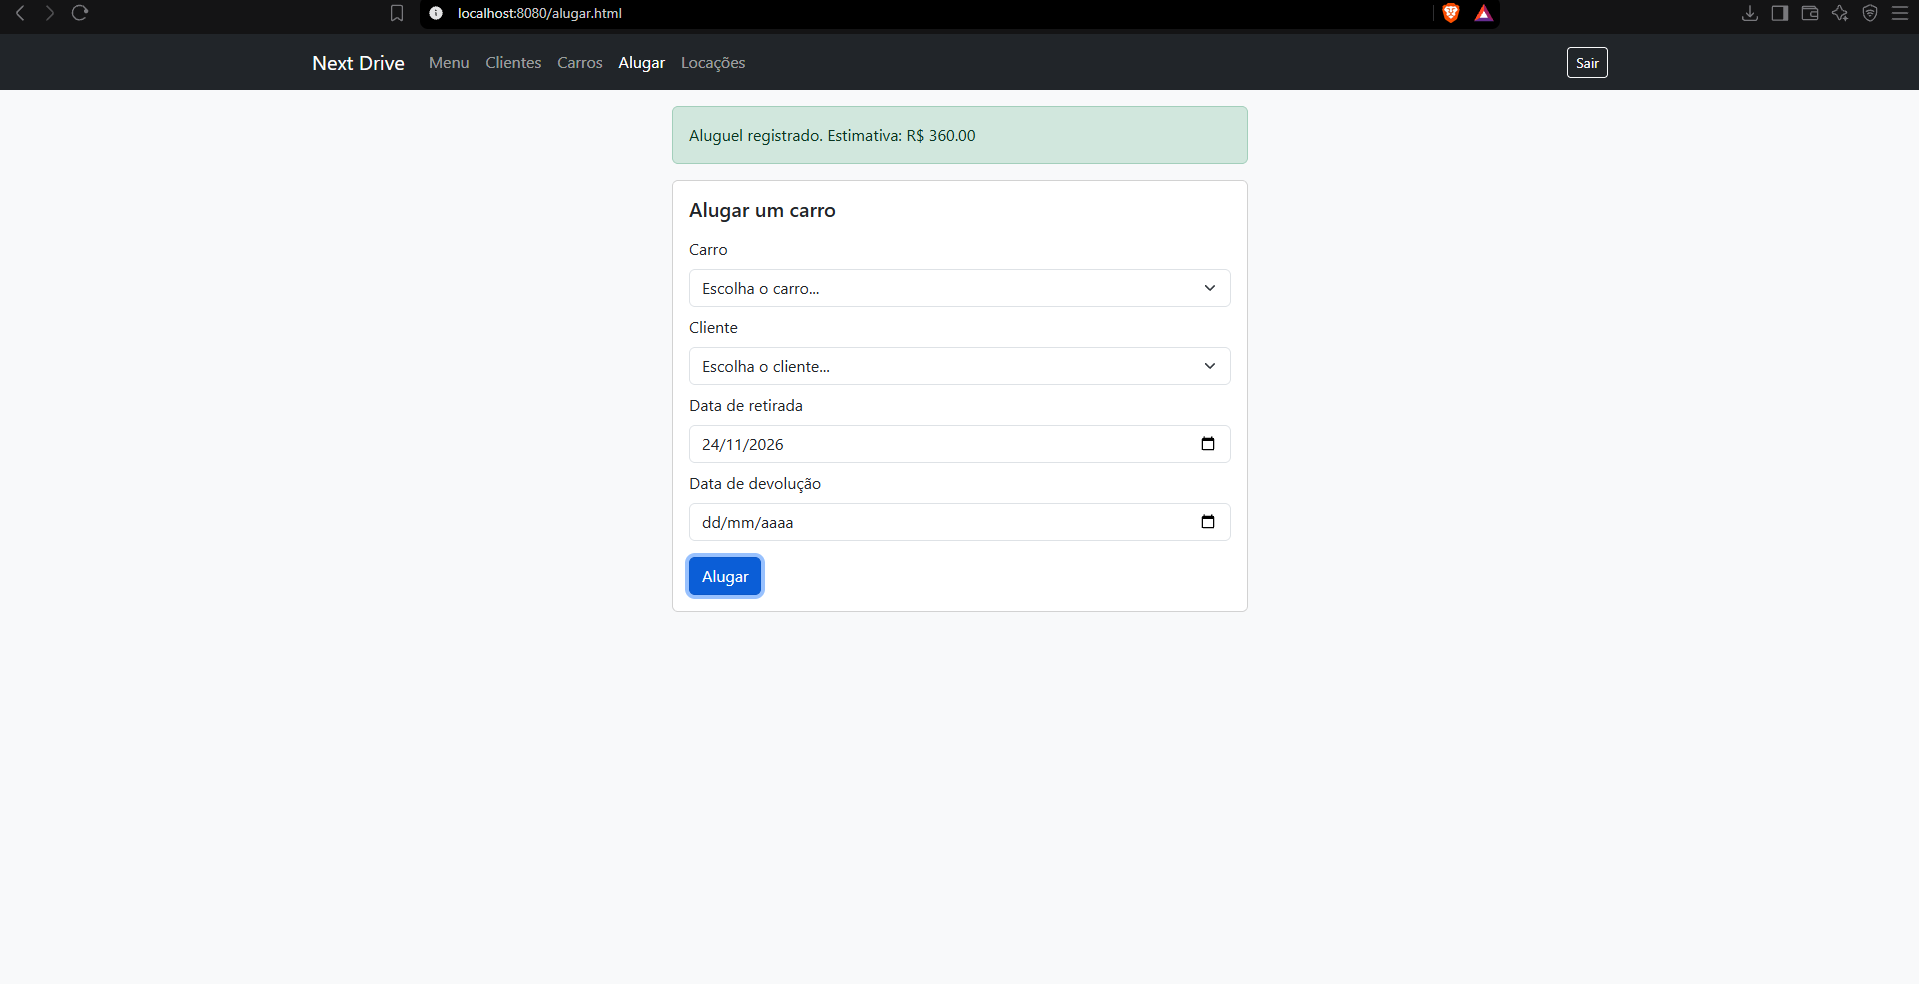 localhost:8080/alugar.html
Next Drive Menu Clientes Carros Alugar Locações Sair
Aluguel registrado. Estimativa: R$ 360.00
Alugar um carro
Carro
Escolha o carro...
Cliente
Escolha o cliente...
Data de retirada
24/11/2026
Data de devolução
dd/mm/aaaa
Alugar